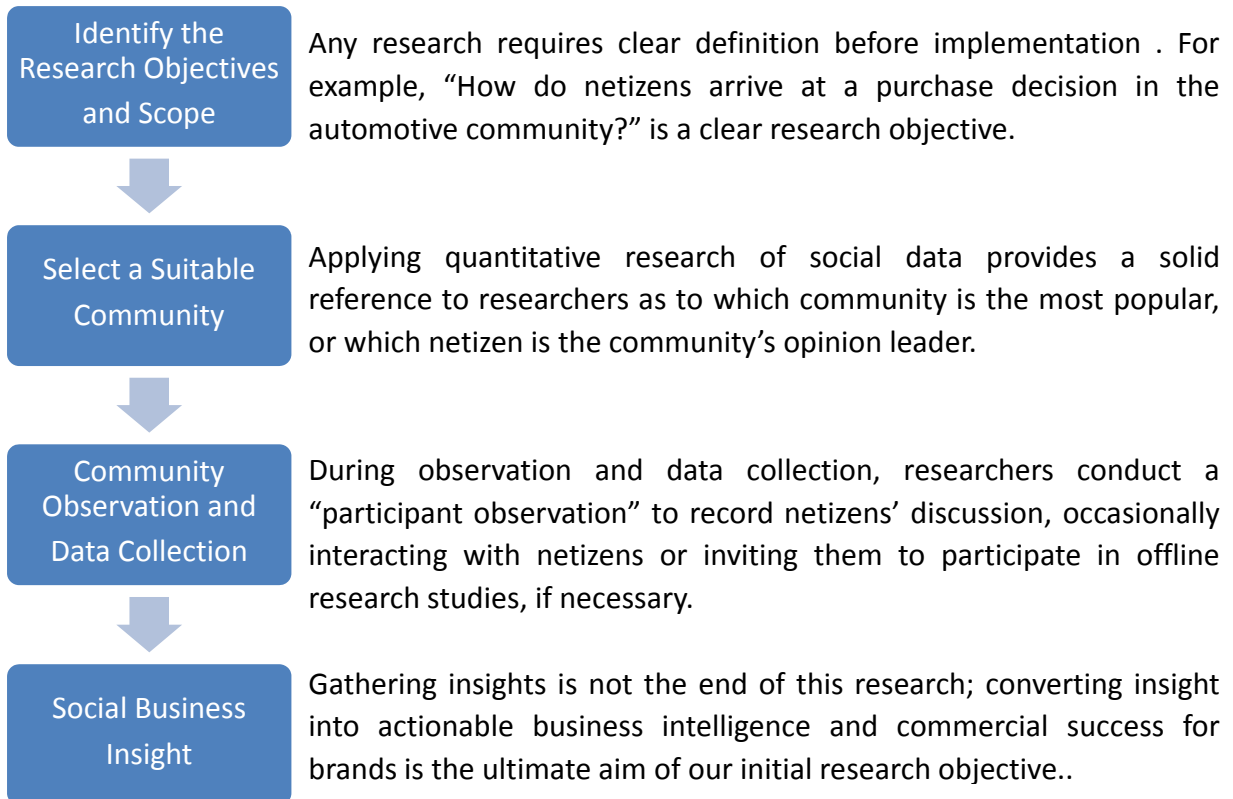 Identify the
Research Objectives
and Scope
Any research requires clear definition before implementation . For
example, “How do netizens arrive at a purchase decision in the
automotive community?” is a clear research objective.
Select a Suitable
Community
Applying quantitative research of social data provides a solid
reference to researchers as to which community is the most popular,
or which netizen is the community’s opinion leader.
Community
Observation and
Data Collection
During observation and data collection, researchers conduct a
“participant observation” to record netizens’ discussion, occasionally
interacting with netizens or inviting them to participate in offline
research studies, if necessary.
Social Business
Insight
Gathering insights is not the end of this research; converting insight
into actionable business intelligence and commercial success for
brands is the ultimate aim of our initial research objective..